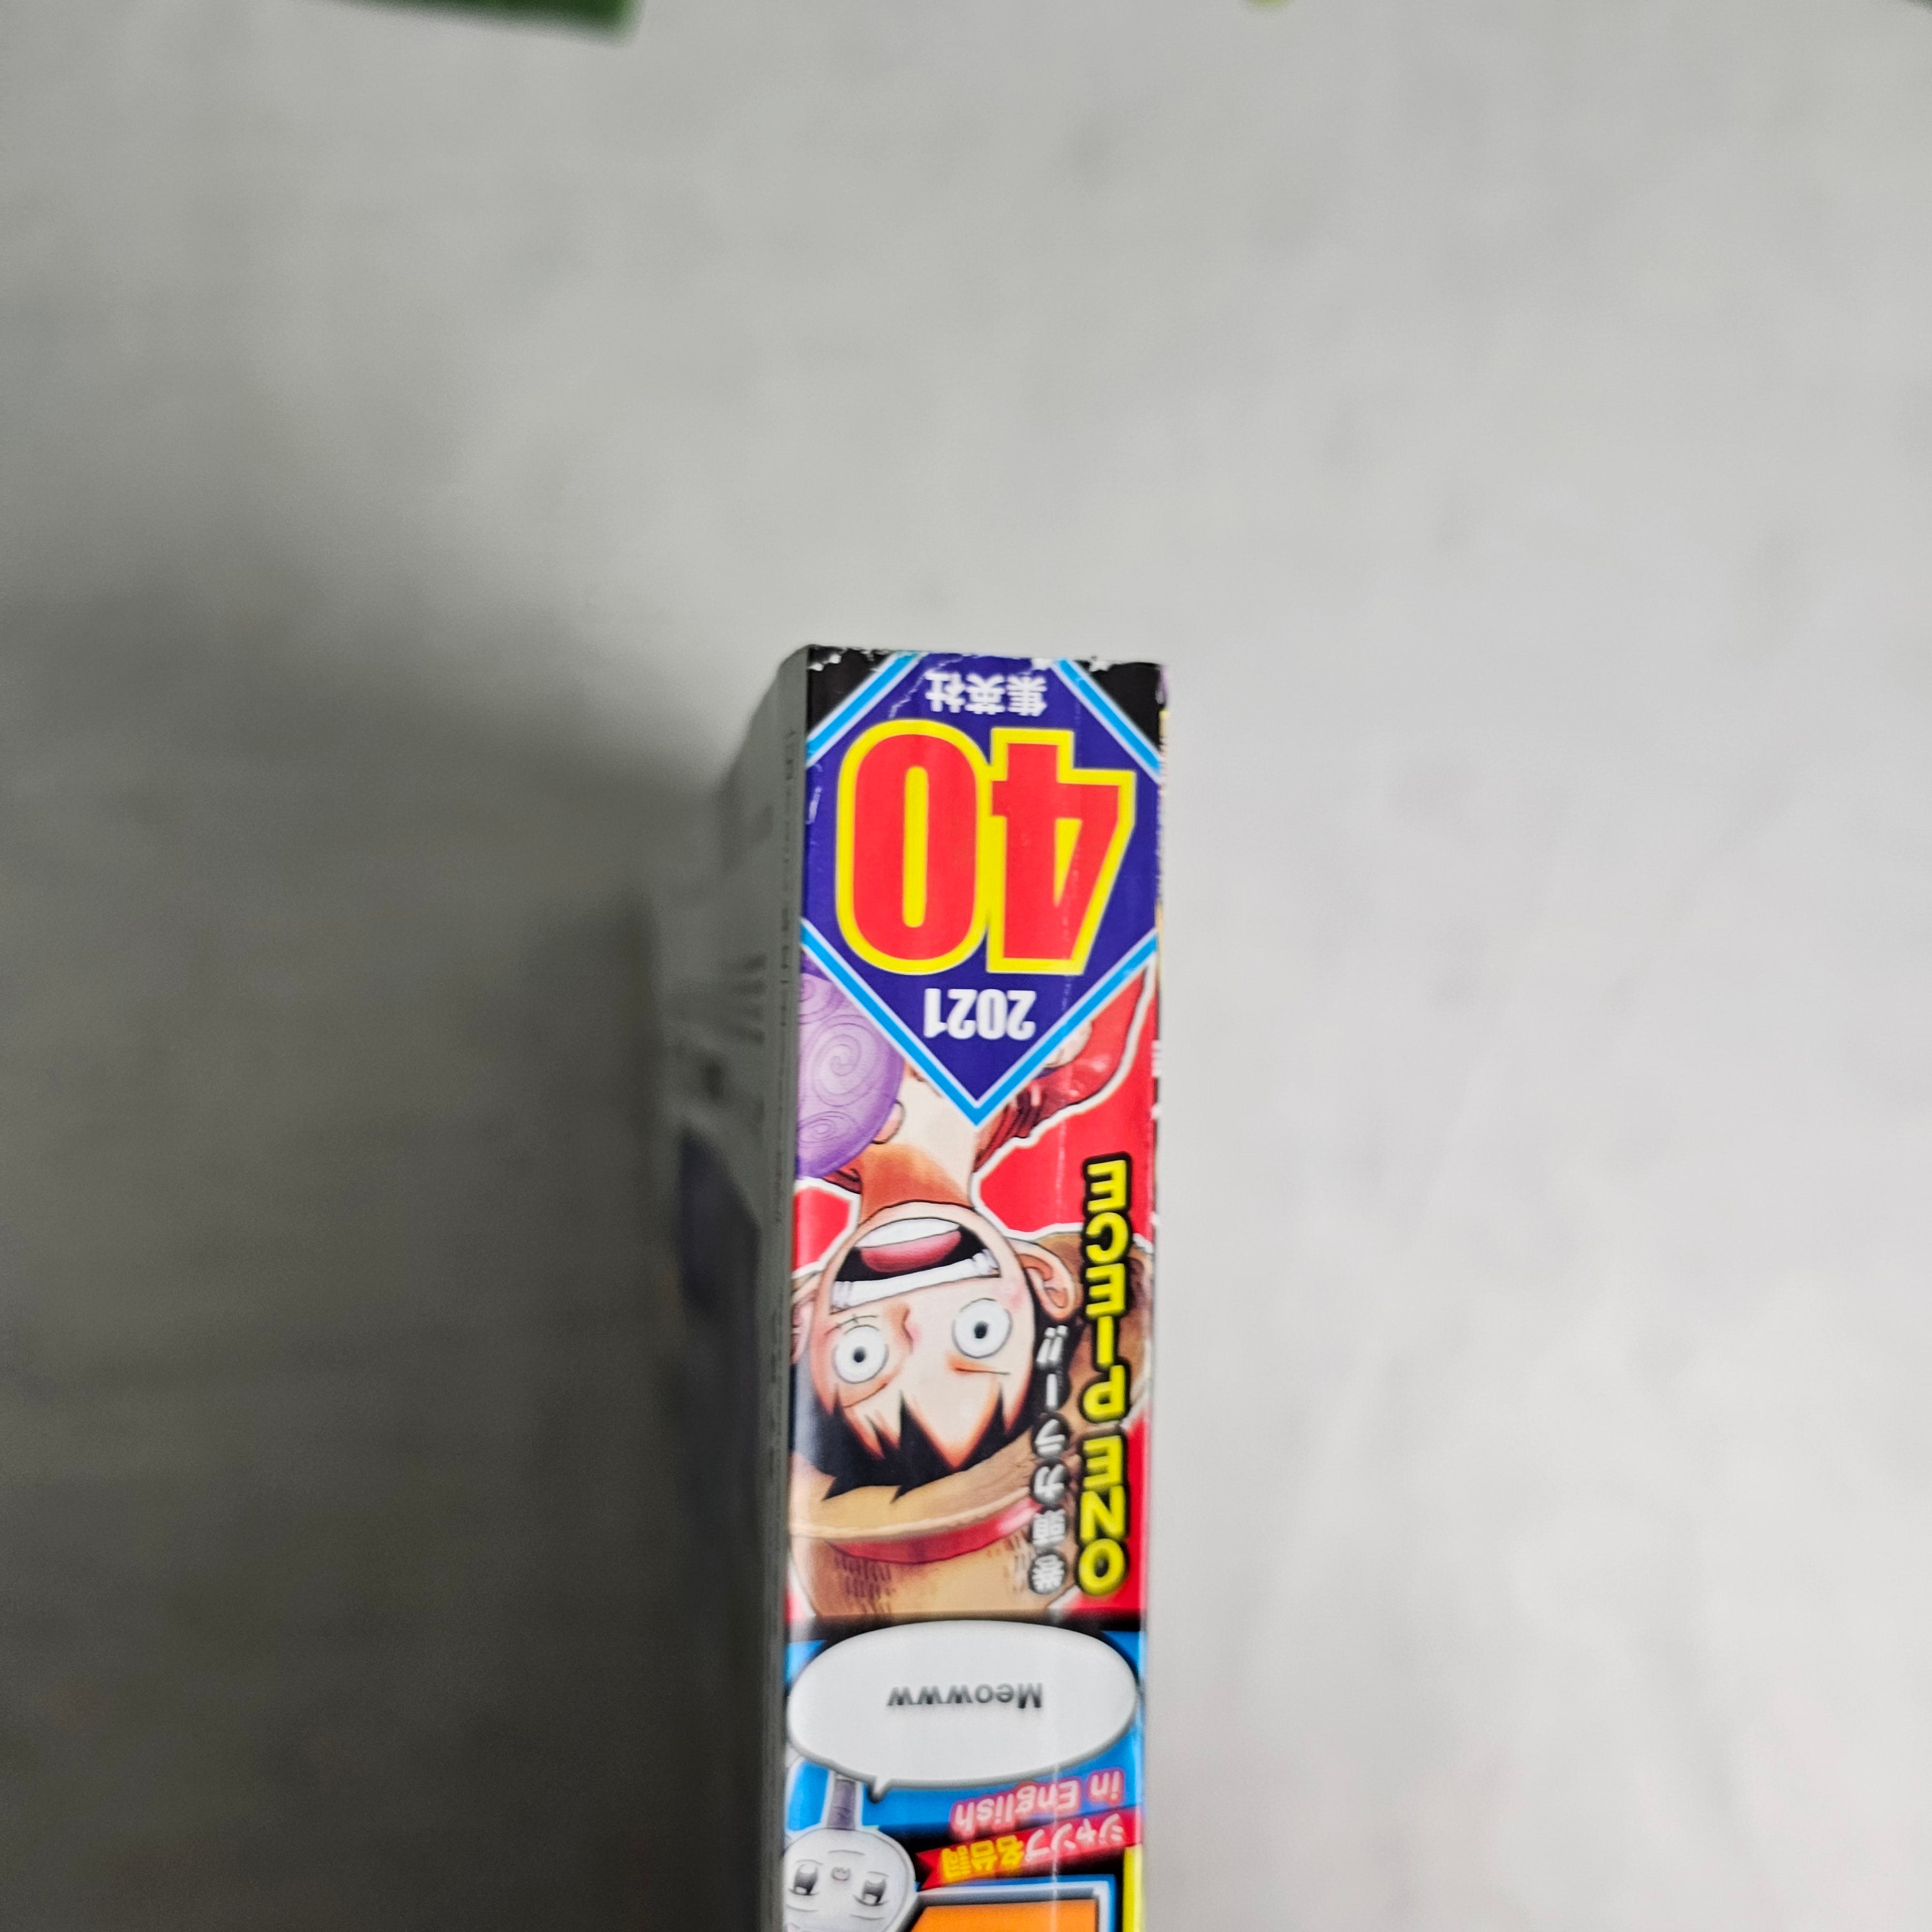 ジャンプ名台詞
in English
Meowww
ONE PIECE
巻頭カラー!!
2021
40
集英社